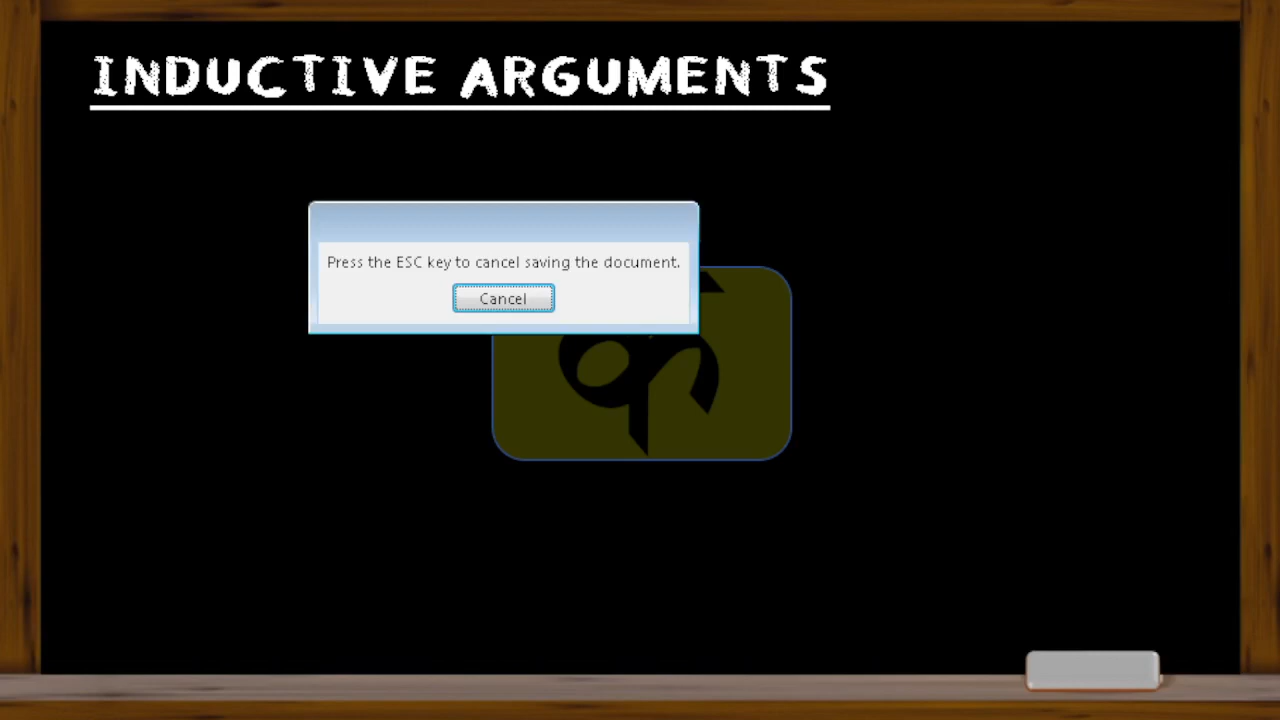 INDUCTIVE ARGUMENTS
Press the ESC key to cancel saving the document.
Cancel